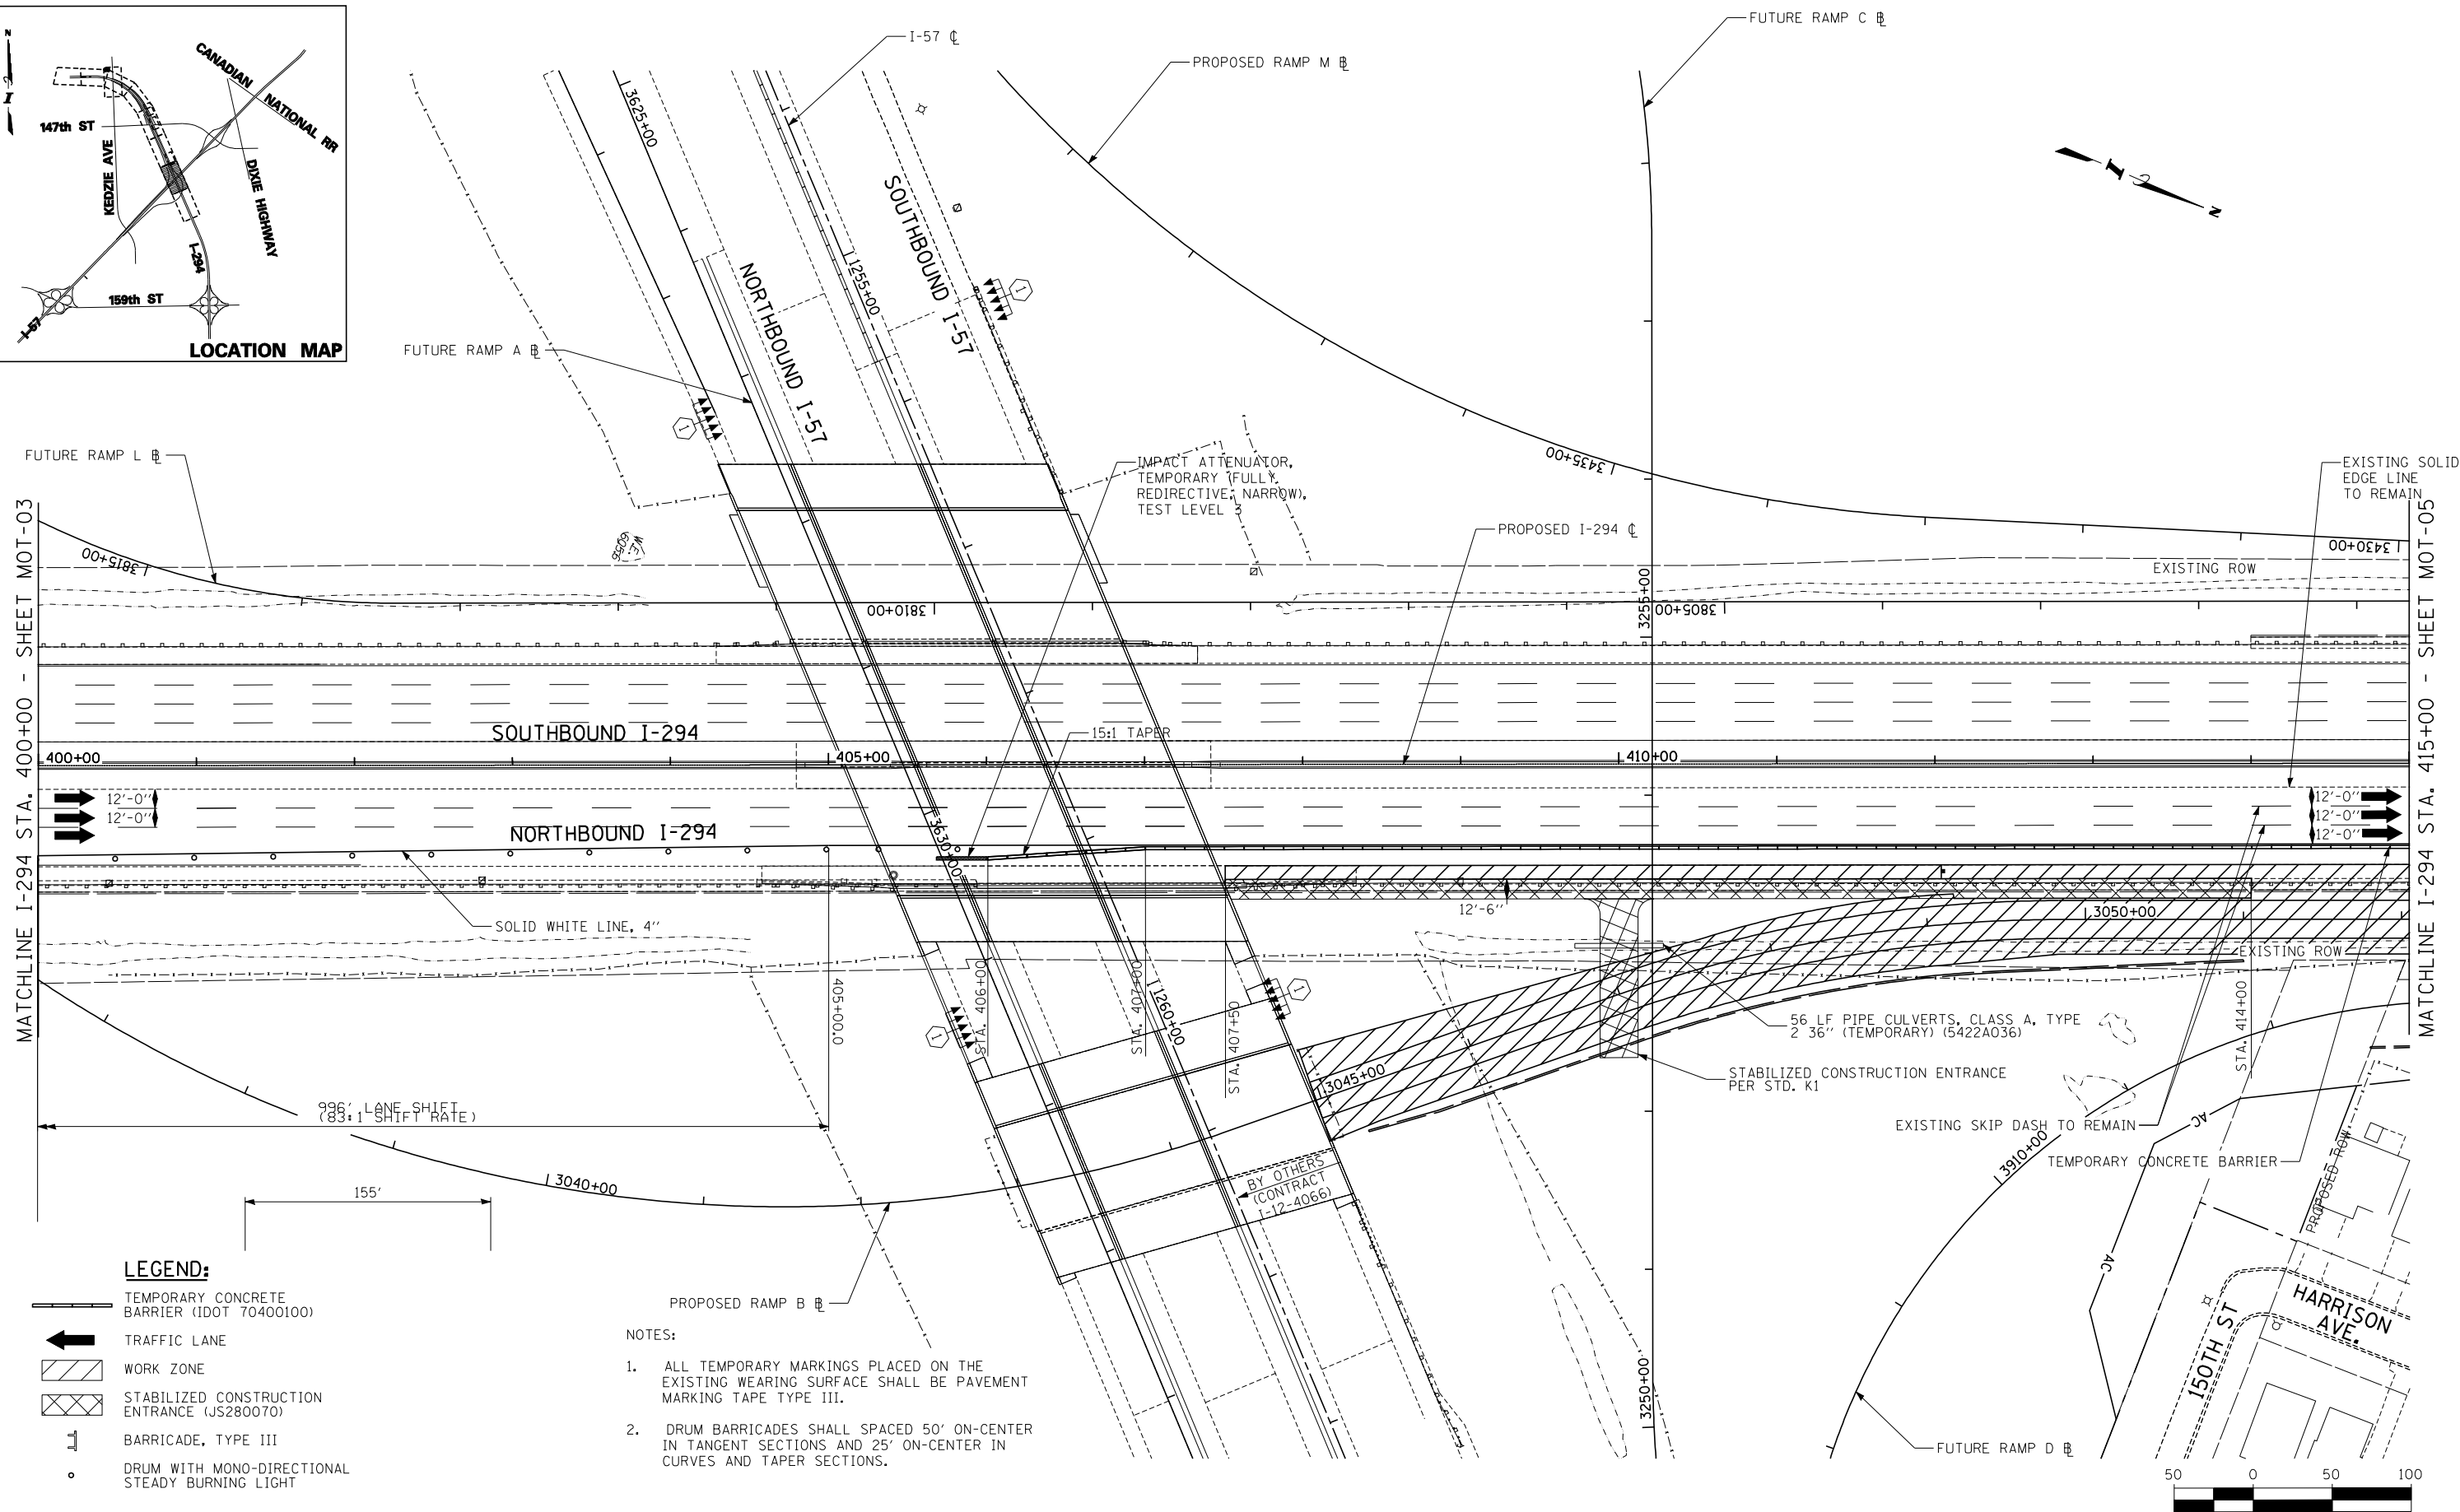 N
CANADIAN
NATIONAL RR
147th ST
KEDZIE AVE
DIXIE HIGHWAY
I-294
159th ST
I-57
LOCATION MAP
I-57 ℄
PROPOSED RAMP M ⅊
FUTURE RAMP C ⅊
3625+00
SOUTHBOUND I-57
NORTHBOUND I-57
1255+00
N
1
1
FUTURE RAMP A ⅊
FUTURE RAMP L ⅊
IMPACT ATTENUATOR,
TEMPORARY (FULLY
REDIRECTIVE, NARROW),
TEST LEVEL 3
3435+00
EXISTING SOLID
EDGE LINE
TO REMAIN
PROPOSED I-294 ℄
3815+00
3430+00
EXISTING ROW
3810+00
3255+00
3805+00
MATCHLINE I-294 STA. 400+00 - SHEET MOT-03
MATCHLINE I-294 STA. 415+00 - SHEET MOT-05
SOUTHBOUND I-294
15:1 TAPER
400+00
405+00
410+00
12'-0"
12'-0"
12'-0"
12'-0"
12'-0"
NORTHBOUND I-294
3630+00
SOLID WHITE LINE, 4"
12'-6"
3050+00
EXISTING ROW
405+00.0
STA. 406+00
STA. 407+00
1260+00
STA. 407+50
1
1
3045+00
STA. 414+00
56 LF PIPE CULVERTS, CLASS A, TYPE
2 36" (TEMPORARY) (5422A036)
STABILIZED CONSTRUCTION ENTRANCE
PER STD. K1
996' LANE SHIFT
(83:1 SHIFT RATE)
EXISTING SKIP DASH TO REMAIN
AC
3910+00
TEMPORARY CONCRETE BARRIER
3040+00
155'
BY OTHERS
(CONTRACT
I-12-4066)
PROPOSED ROW
AC
PROPOSED RAMP B ⅊
HARRISON
AVE.
150TH ST
3250+00
FUTURE RAMP D ⅊
LEGEND:
TEMPORARY CONCRETE
BARRIER (IDOT 70400100)
TRAFFIC LANE
WORK ZONE
STABILIZED CONSTRUCTION
ENTRANCE (JS280070)
BARRICADE, TYPE III
DRUM WITH MONO-DIRECTIONAL
STEADY BURNING LIGHT
NOTES:
1. ALL TEMPORARY MARKINGS PLACED ON THE
EXISTING WEARING SURFACE SHALL BE PAVEMENT
MARKING TAPE TYPE III.
2. DRUM BARRICADES SHALL SPACED 50' ON-CENTER
IN TANGENT SECTIONS AND 25' ON-CENTER IN
CURVES AND TAPER SECTIONS.
50 0 50 100